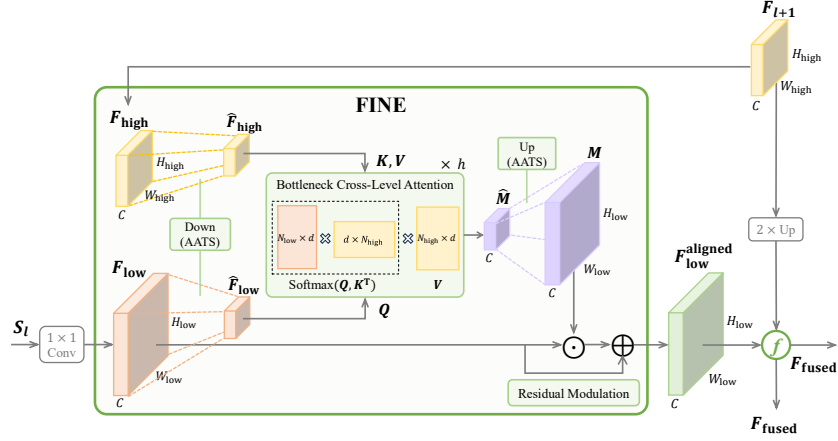 F_{l+1}
H_high
W_high
C
FINE
F_high
F̂_high
H_high
W_high
C
K, V
× h
Up
(AATS)
M
Bottleneck Cross-Level Attention
M̂
N_low × d
d × N_high
N_high × d
H_low
C
W_low
Down
(AATS)
Softmax(Q, K^T)
V
2 × Up
F_low^aligned
F_low
F̂_low
Q
S_l
1 × 1
Conv
H_low
W_low
C
H_low
W_low
C
f
F_fused
Residual Modulation
F_fused